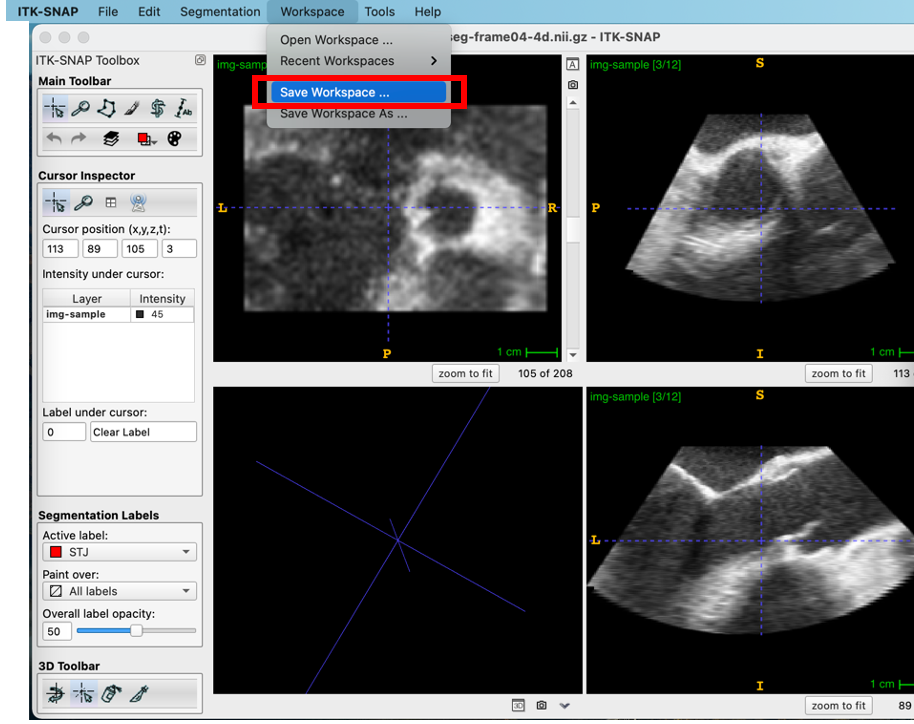 ITK-SNAP File Edit Segmentation Workspace Tools Help
Open Workspace ...
Recent Workspaces
Save Workspace ...
Save Workspace As ...
seg-frame04-4d.nii.gz - ITK-SNAP
ITK-SNAP Toolbox
Main Toolbar
Cursor Inspector
Cursor position (x,y,z,t):
113 89 105 3
Intensity under cursor:
Layer Intensity
img-sample 45
Label under cursor:
0 Clear Label
Segmentation Labels
Active label:
STJ
Paint over:
All labels
Overall label opacity:
50
3D Toolbar
img-samp
L
R
P
1 cm
zoom to fit 105 of 208
A
img-sample [3/12]
S
P
I
1 cm
zoom to fit 113
3D
img-sample [3/12]
S
L
I
1 cm
zoom to fit 89